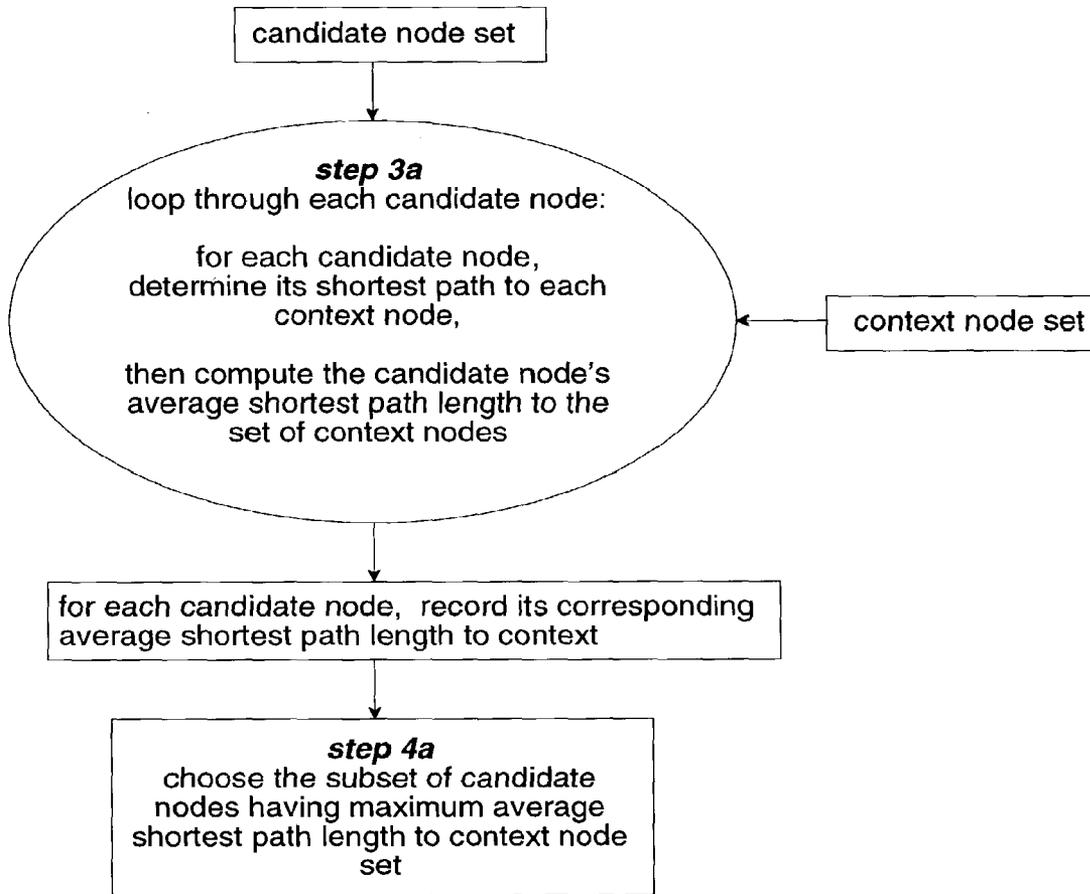 candidate node set
step 3a
loop through each candidate node:
for each candidate node,
determine its shortest path to each
context node,
then compute the candidate node's
average shortest path length to the
set of context nodes
context node set
for each candidate node, record its corresponding
average shortest path length to context
step 4a
choose the subset of candidate
nodes having maximum average
shortest path length to context node
set